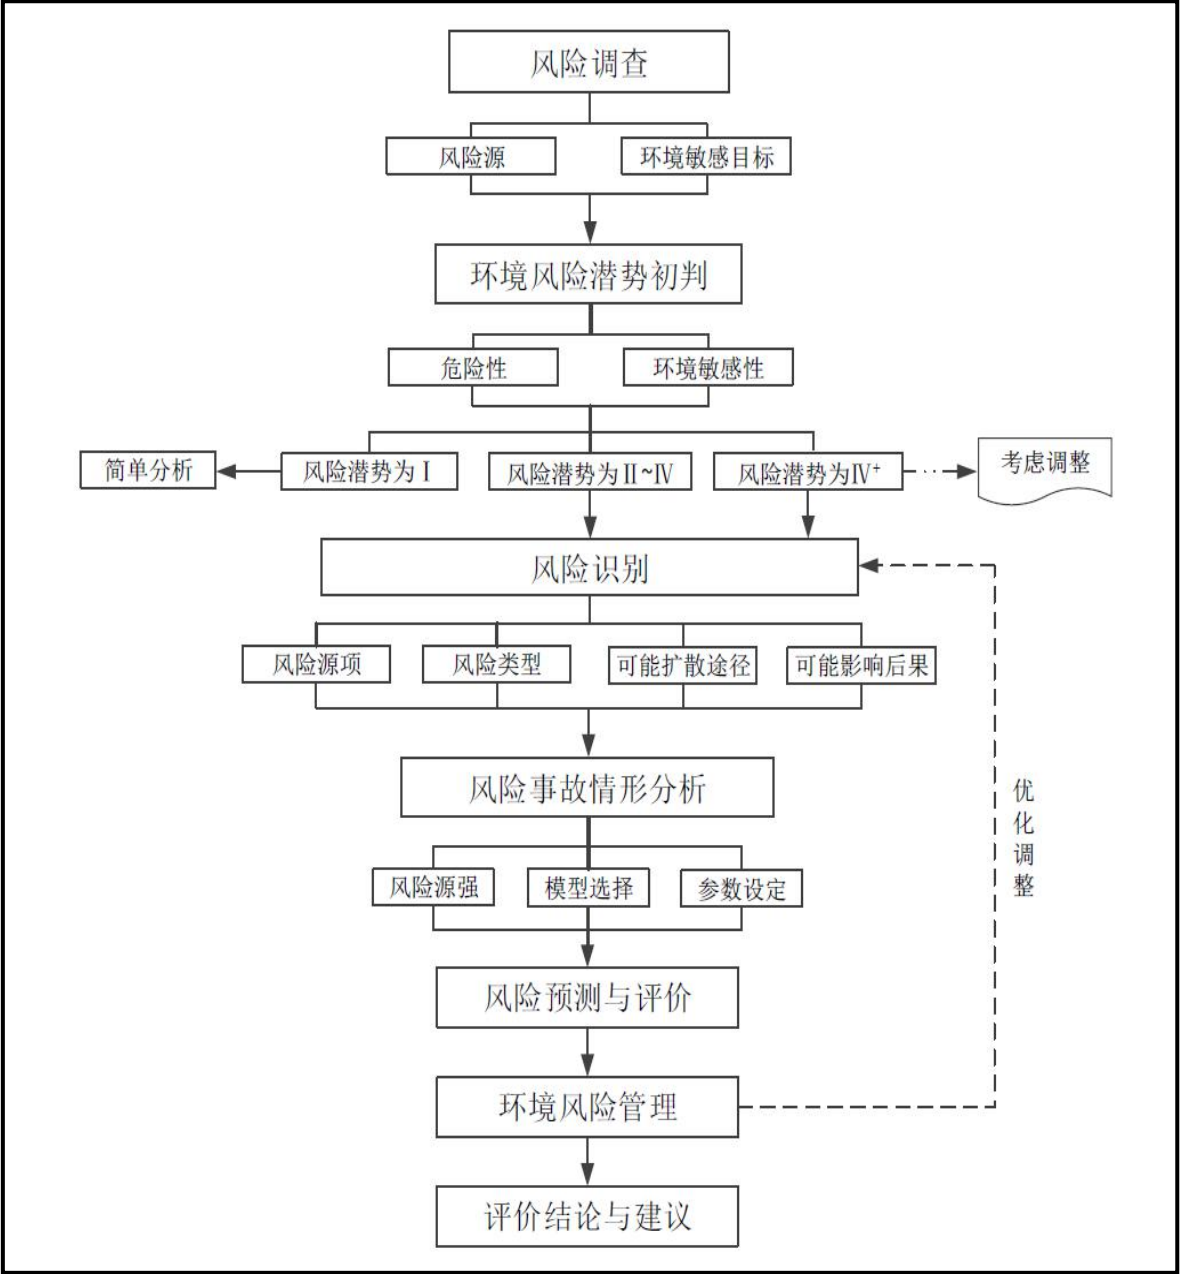 风险调查
风险源
环境敏感目标
环境风险潜势初判
危险性
环境敏感性
简单分析
风险潜势为Ⅰ
风险潜势为Ⅱ~Ⅳ
风险潜势为Ⅳ⁺
考虑调整
风险识别
风险源项
风险类型
可能扩散途径
可能影响后果
风险事故情形分析
优化调整
风险源强
模型选择
参数设定
风险预测与评价
环境风险管理
评价结论与建议